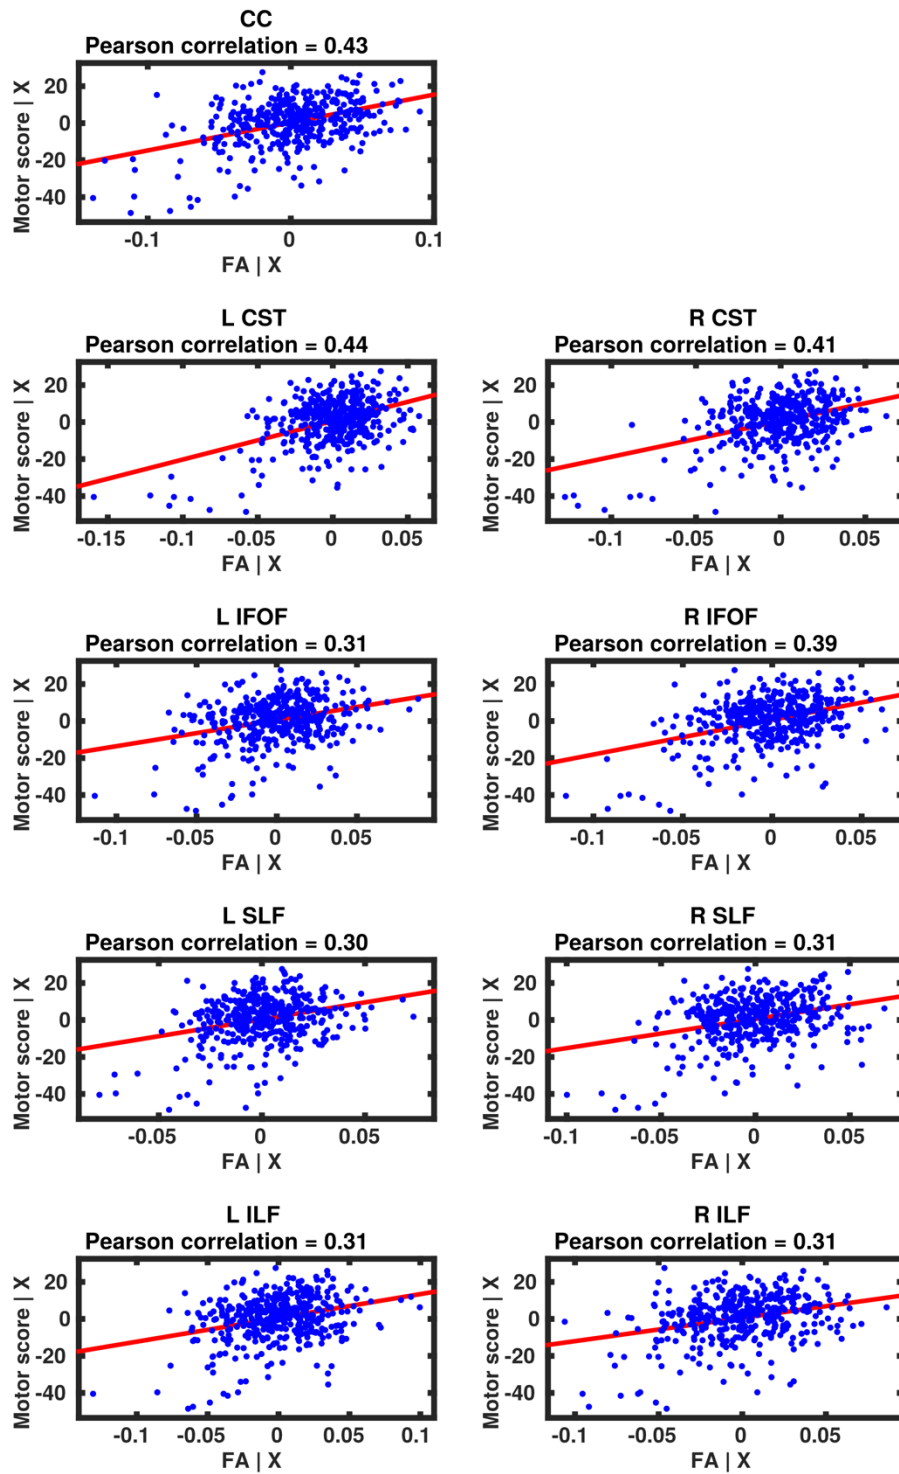 CC
Pearson correlation = 0.43
Motor score | X
20
0
-20
-40
-0.1 0 0.1
FA | X
L CST
Pearson correlation = 0.44
Motor score | X
20
0
-20
-40
-0.15 -0.1 -0.05 0 0.05
FA | X
R CST
Pearson correlation = 0.41
Motor score | X
20
0
-20
-40
-0.1 -0.05 0 0.05
FA | X
L IFOF
Pearson correlation = 0.31
Motor score | X
20
0
-20
-40
-0.1 -0.05 0 0.05
FA | X
R IFOF
Pearson correlation = 0.39
Motor score | X
20
0
-20
-40
-0.1 -0.05 0 0.05
FA | X
L SLF
Pearson correlation = 0.30
Motor score | X
20
0
-20
-40
-0.05 0 0.05
FA | X
R SLF
Pearson correlation = 0.31
Motor score | X
20
0
-20
-40
-0.1 -0.05 0 0.05
FA | X
L ILF
Pearson correlation = 0.31
Motor score | X
20
0
-20
-40
-0.1 -0.05 0 0.05 0.1
FA | X
R ILF
Pearson correlation = 0.31
Motor score | X
20
0
-20
-40
-0.1 -0.05 0 0.05
FA | X